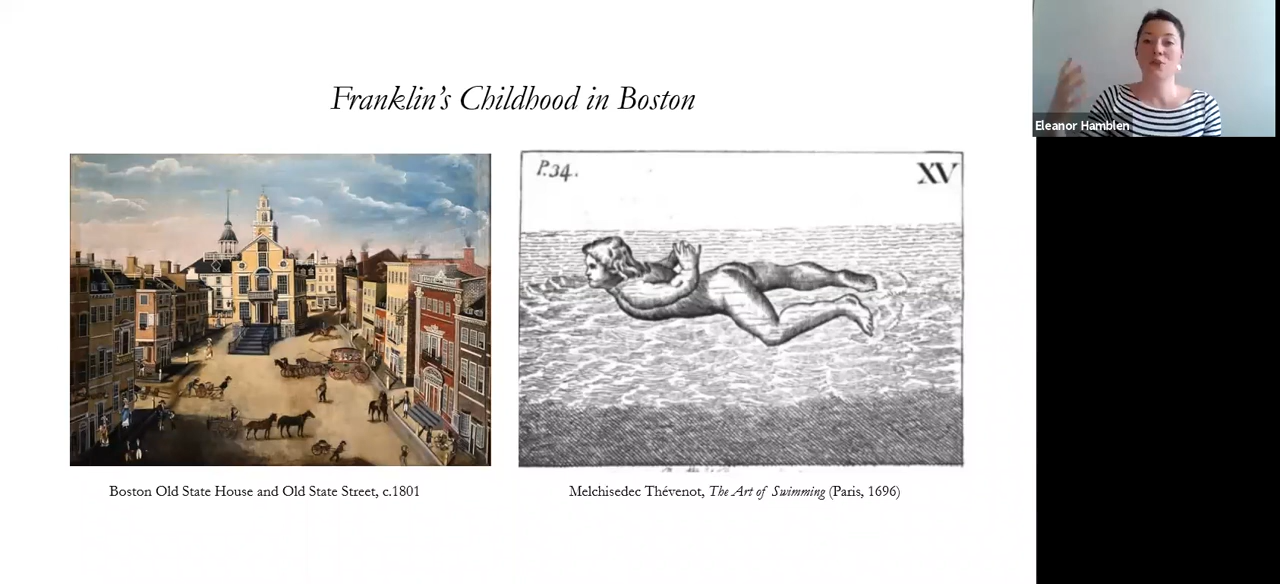 Franklin's Childhood in Boston
Eleanor Hamblen
P.34.
XV
Boston Old State House and Old State Street, c.1801
Melchisedec Thévenot, The Art of Swimming (Paris, 1696)